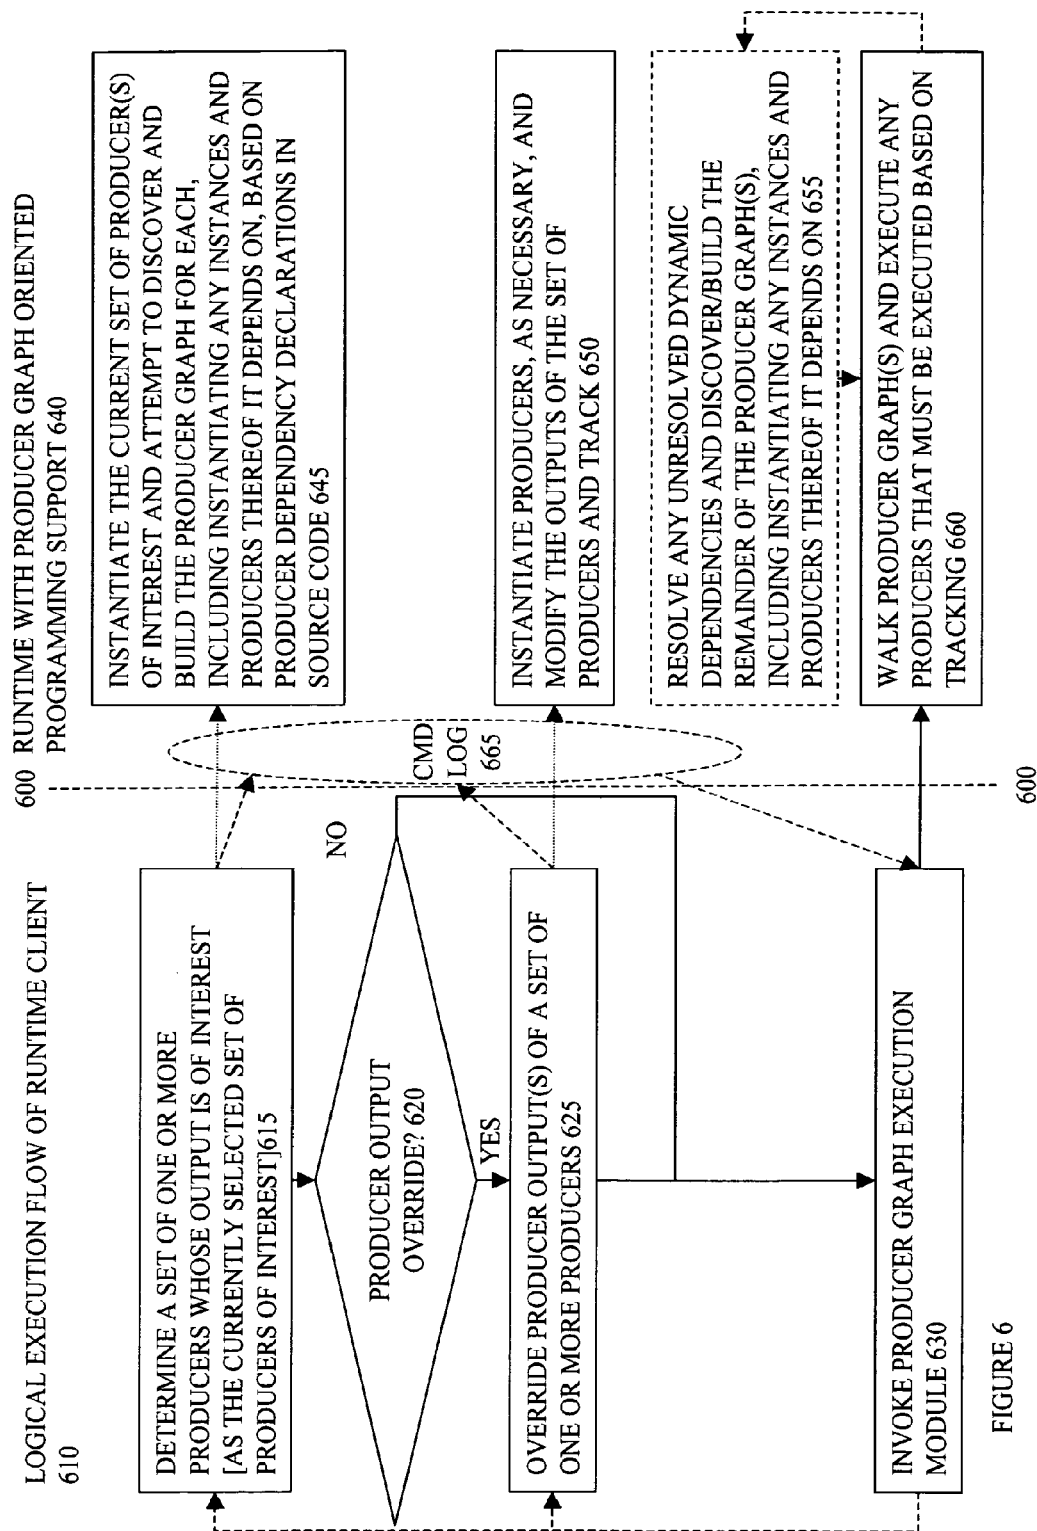 LOGICAL EXECUTION FLOW OF RUNTIME CLIENT
610
DETERMINE A SET OF ONE OR MORE
PRODUCERS WHOSE OUTPUT IS OF INTEREST
[AS THE CURRENTLY SELECTED SET OF
PRODUCERS OF INTEREST]615
PRODUCER OUTPUT
OVERRIDE? 620
NO
YES
OVERRIDE PRODUCER OUTPUT(S) OF A SET OF
ONE OR MORE PRODUCERS 625
INVOKE PRODUCER GRAPH EXECUTION
MODULE 630
600
RUNTIME WITH PRODUCER GRAPH ORIENTED
PROGRAMMING SUPPORT 640
CMD
LOG
665
INSTANTIATE THE CURRENT SET OF PRODUCER(S)
OF INTEREST AND ATTEMPT TO DISCOVER AND
BUILD THE PRODUCER GRAPH FOR EACH,
INCLUDING INSTANTIATING ANY INSTANCES AND
PRODUCERS THEREOF IT DEPENDS ON, BASED ON
PRODUCER DEPENDENCY DECLARATIONS IN
SOURCE CODE 645
INSTANTIATE PRODUCERS, AS NECESSARY, AND
MODIFY THE OUTPUTS OF THE SET OF
PRODUCERS AND TRACK 650
RESOLVE ANY UNRESOLVED DYNAMIC
DEPENDENCIES AND DISCOVER/BUILD THE
REMAINDER OF THE PRODUCER GRAPH(S),
INCLUDING INSTANTIATING ANY INSTANCES AND
PRODUCERS THEREOF IT DEPENDS ON 655
WALK PRODUCER GRAPH(S) AND EXECUTE ANY
PRODUCERS THAT MUST BE EXECUTED BASED ON
TRACKING 660
600
FIGURE 6